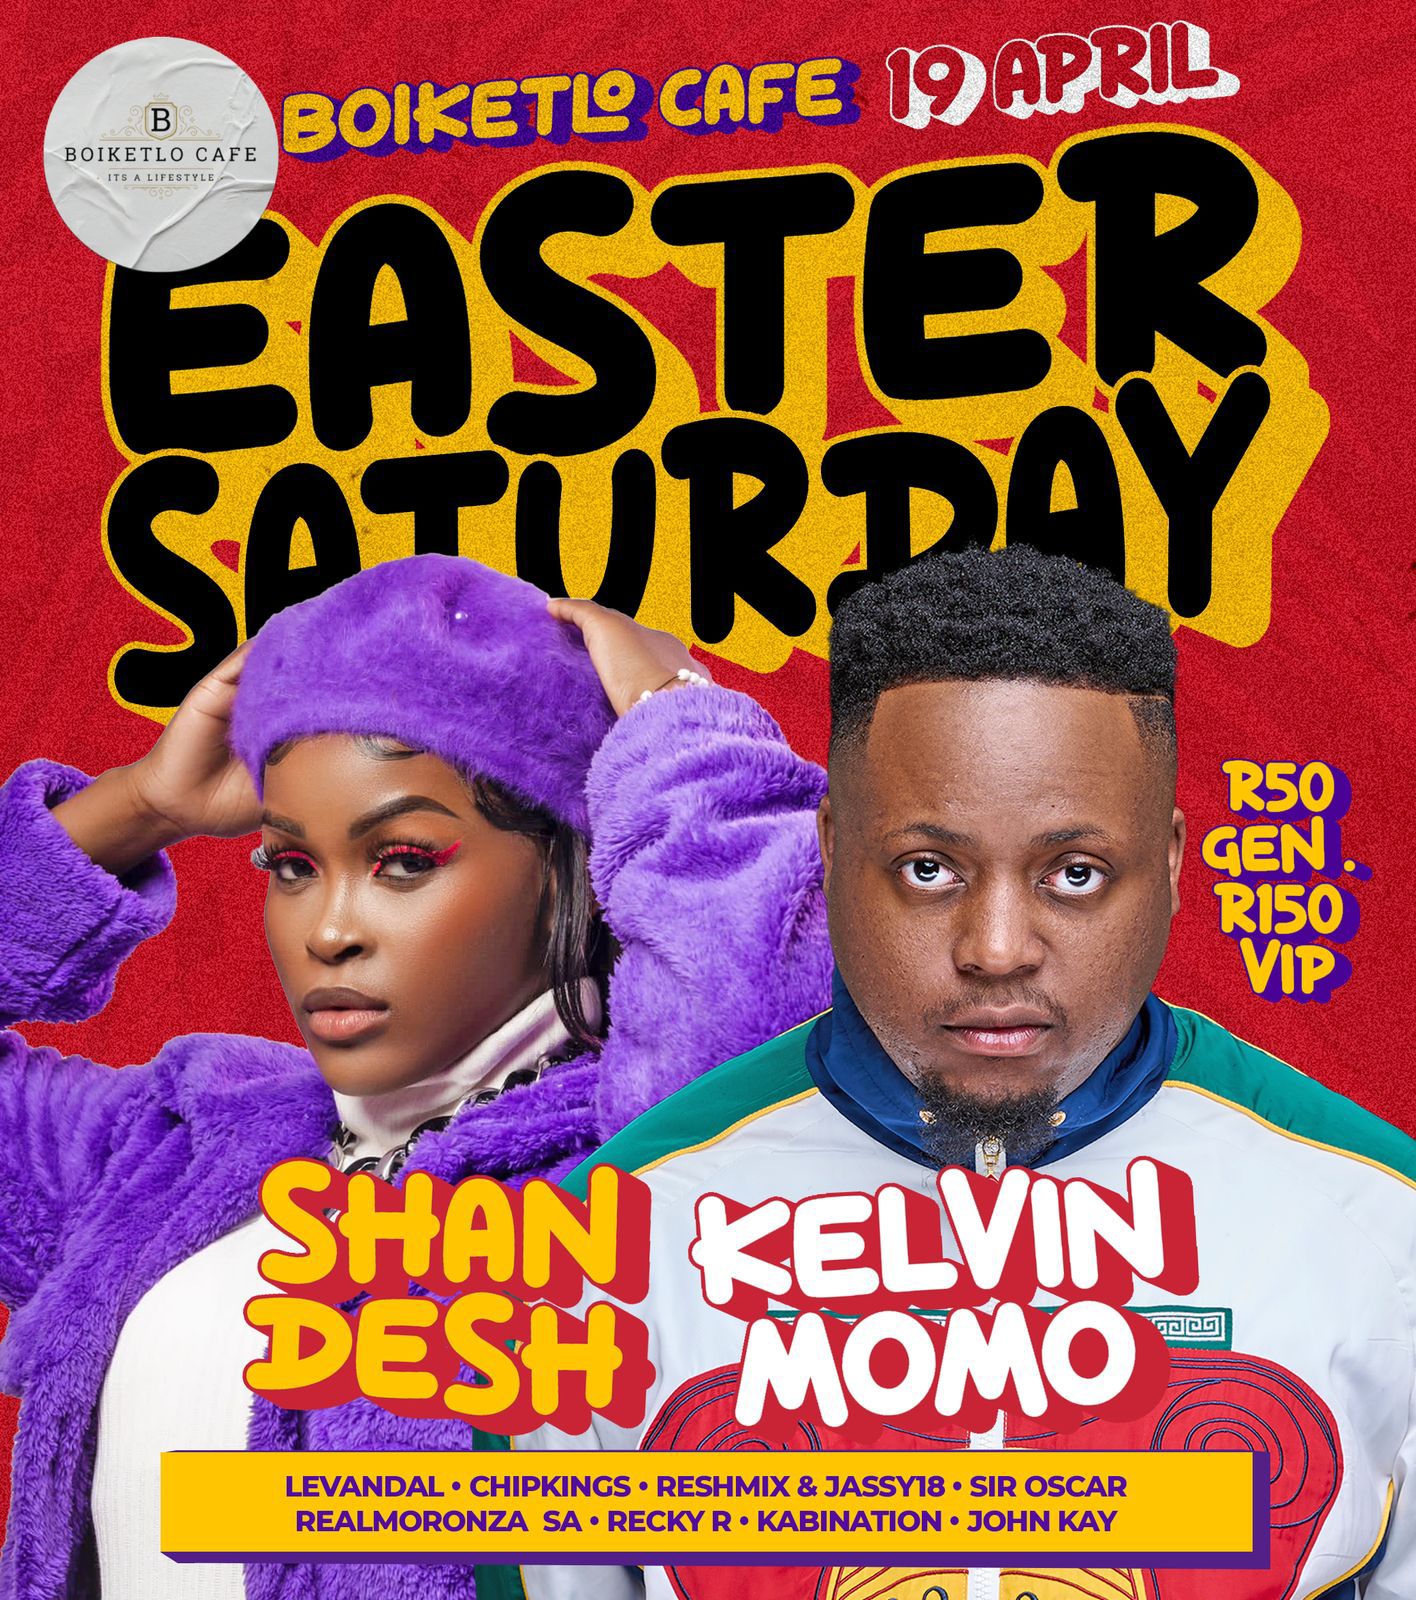 B
BOIKETLO CAFE
ITS A LIFESTYLE
BOIKETLO CAFE 19 APRIL
EASTER
SATURDAY
R50
GEN.
R150
VIP
SHAN
DESH
KELVIN
MOMO
LEVANDAL • CHIPKINGS • RESHMIX & JASSY18 • SIR OSCAR
REALMORONZA SA • RECKY R • KABINATION • JOHN KAY